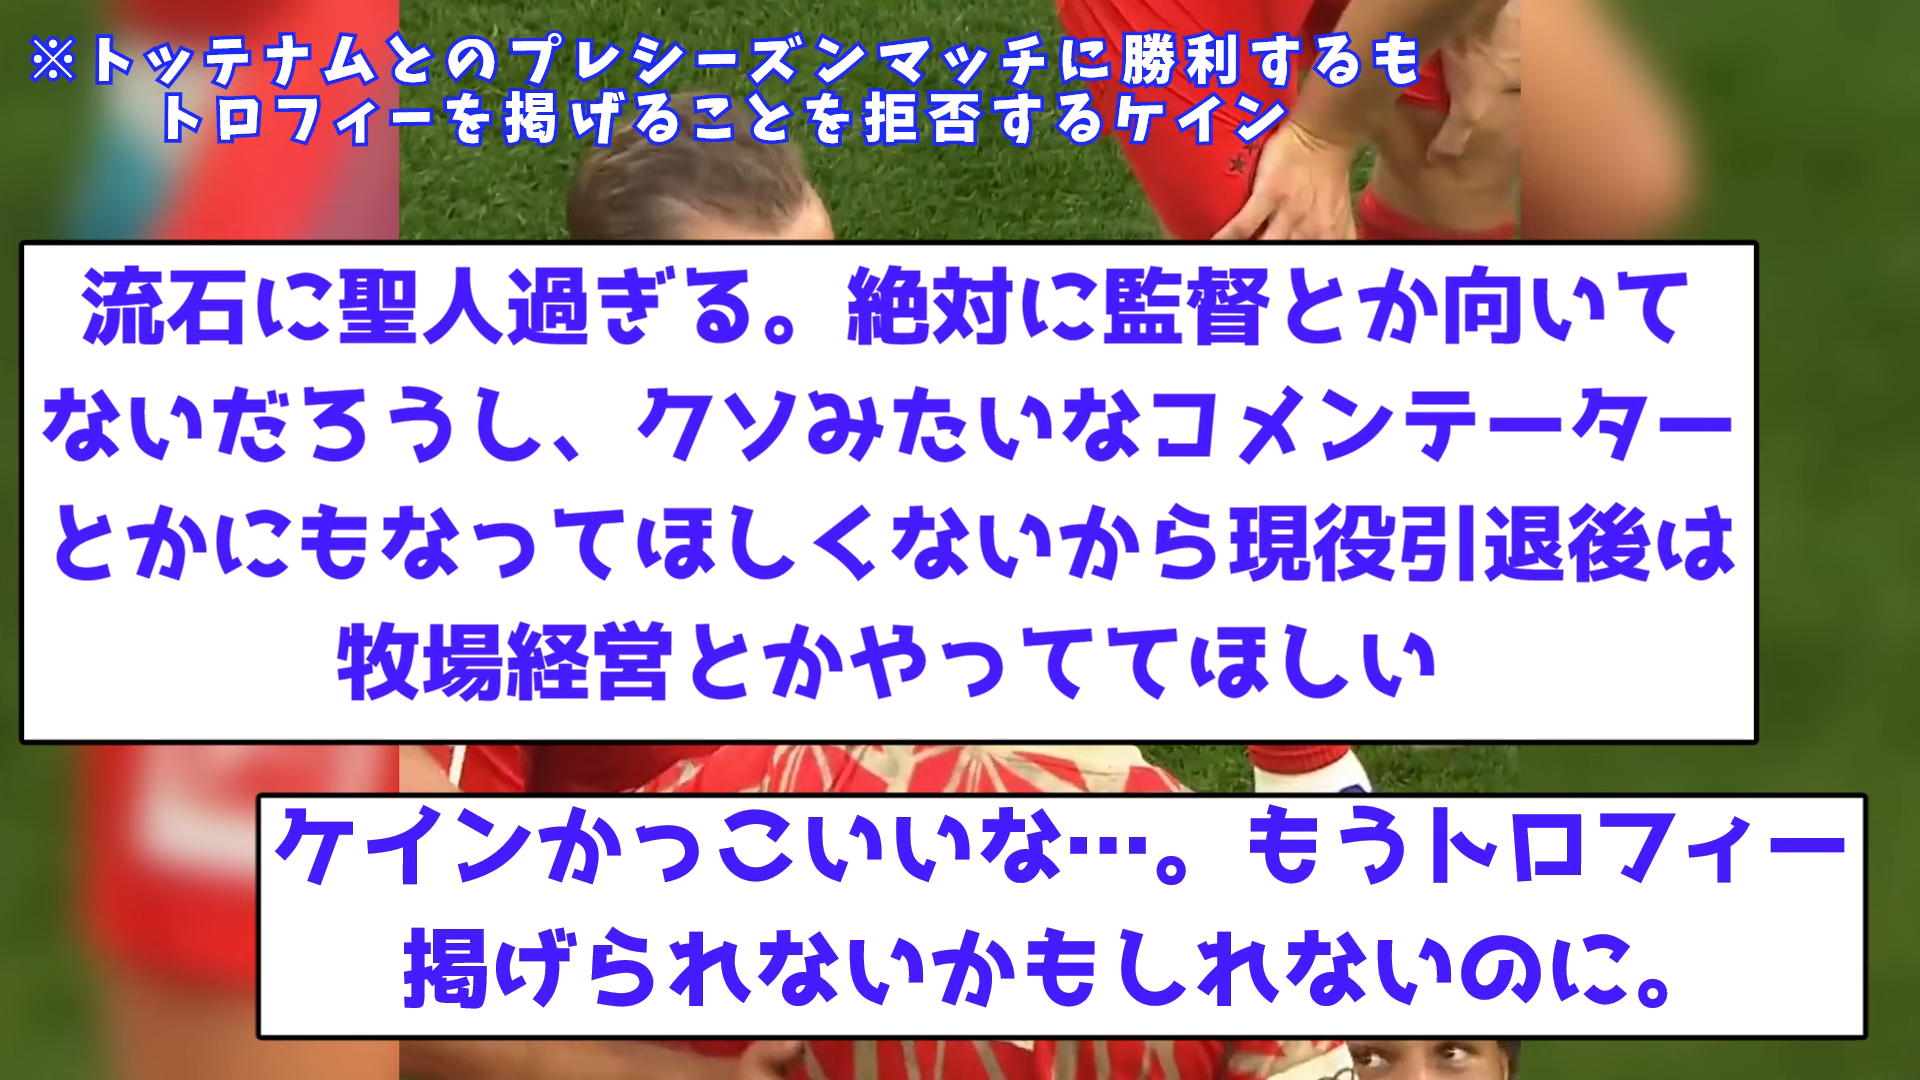 ※トッテナムとのプレシーズンマッチに勝利するも
トロフィーを掲げることを拒否するケイン
流石に聖人過ぎる。絶対に監督とか向いて
ないだろうし、クソみたいなコメンテーター
とかにもなってほしくないから現役引退後は
牧場経営とかやっててほしい
ケインかっこいいな…。もうトロフィー
掲げられないかもしれないのに。